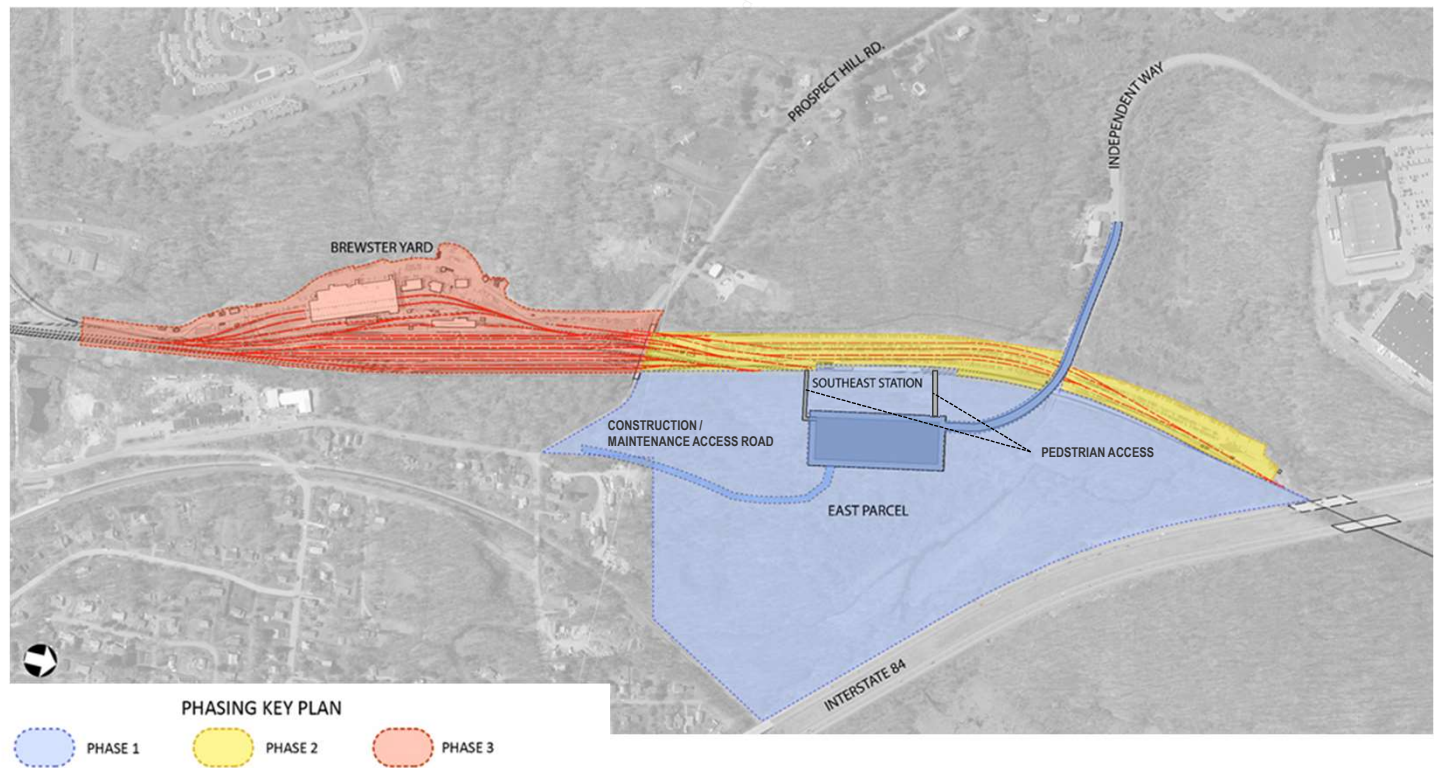 PROSPECT HILL RD.
INDEPENDENT WAY
BREWSTER YARD
SOUTHEAST STATION
CONSTRUCTION /
MAINTENANCE ACCESS ROAD
PEDSTRIAN ACCESS
EAST PARCEL
INTERSTATE 84
PHASING KEY PLAN
PHASE 1
PHASE 2
PHASE 3